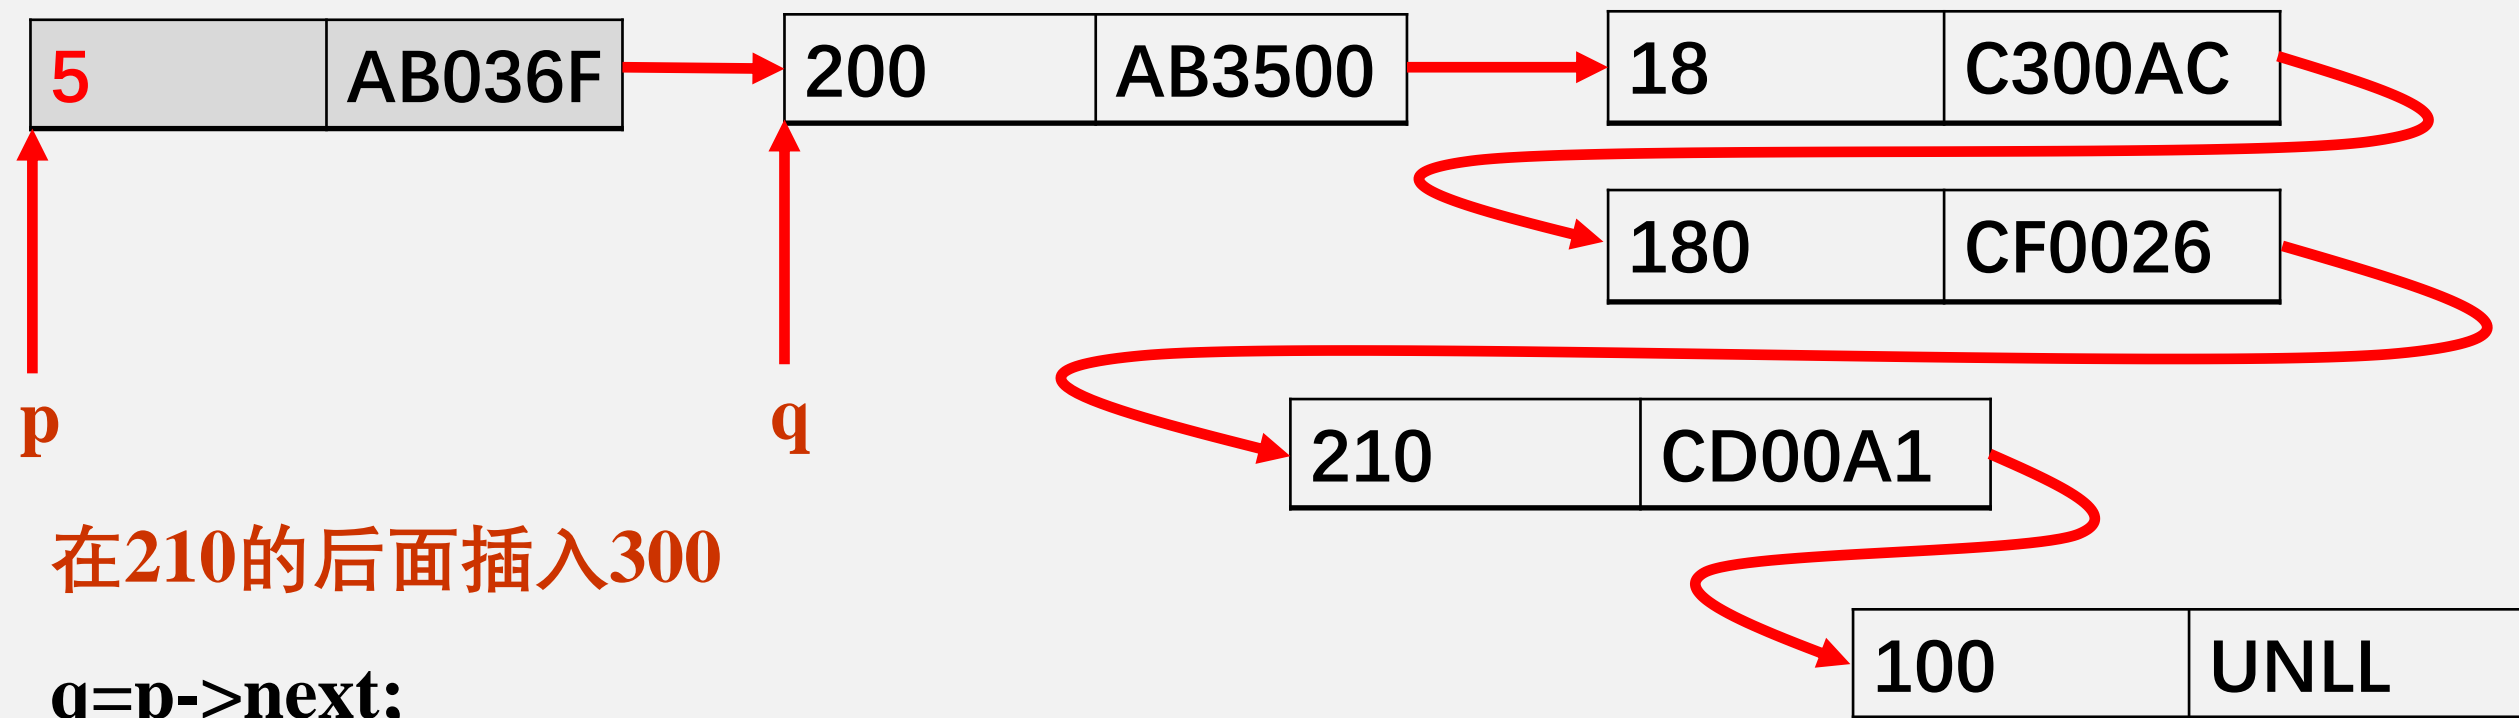 5 AB036F 200 AB3500 18 C300AC
180 CF0026
p q
210 CD00A1
在210的后面插入300
100 UNLL
q=p->next;